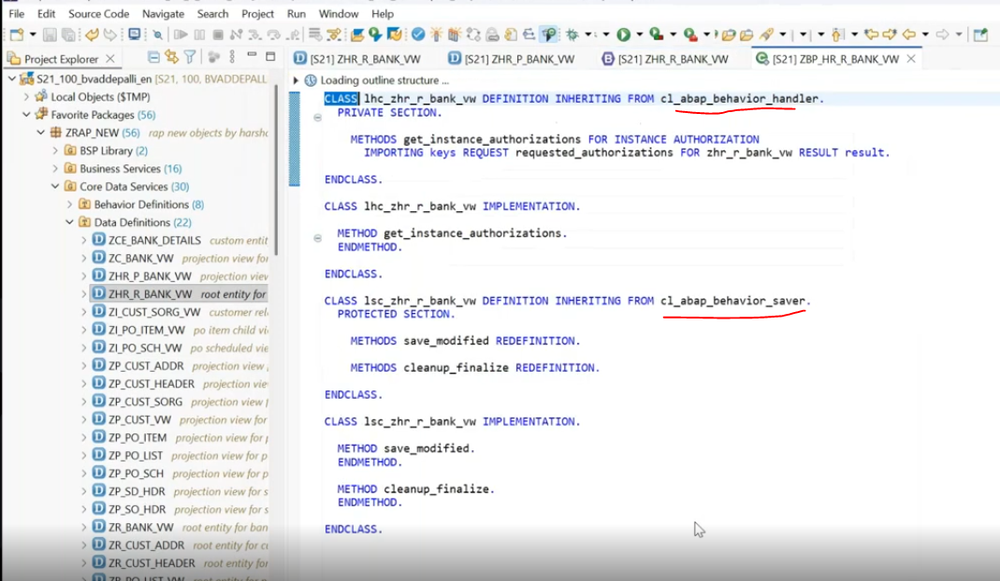 File Edit Source Code Navigate Search Project Run Window Help
Project Explorer
[S21] ZHR_R_BANK_VW [S21] ZHR_P_BANK_VW [S21] ZHR_R_BANK_VW [S21] ZBP_HR_R_BANK_VW
S21_100_bvaddepalli_en [S21, 100, BVADDEPALL
Local Objects ($TMP)
Favorite Packages (56)
ZRAP_NEW (56) rap new objects by harsh
BSP Library (2)
Business Services (16)
Core Data Services (30)
Behavior Definitions (8)
Data Definitions (22)
ZCE_BANK_DETAILS custom entit
ZC_BANK_VW projection view for
ZHR_P_BANK_VW projection view
ZHR_R_BANK_VW root entity for
ZI_CUST_SORG_VW customer rel
ZI_PO_ITEM_VW po item child vi
ZI_PO_SCH_VW po scheduled vie
ZP_CUST_ADDR projection view
ZP_CUST_HEADER projection vie
ZP_CUST_SORG projection view f
ZP_CUST_VW projection view for
ZP_PO_ITEM projection view for p
ZP_PO_LIST projection view for p
ZP_PO_SCH projection view for p
ZP_SD_HDR projection view for s
ZP_SO_HDR projection view for s
ZR_BANK_VW root entity for ban
ZR_CUST_ADDR root entity for c
ZR_CUST_HEADER root entity for
ZR_PO_LIST_VW root entity for p
Loading outline structure ...
CLASS lhc_zhr_r_bank_vw DEFINITION INHERITING FROM cl_abap_behavior_handler.
PRIVATE SECTION.
METHODS get_instance_authorizations FOR INSTANCE AUTHORIZATION
IMPORTING keys REQUEST requested_authorizations FOR zhr_r_bank_vw RESULT result.
ENDCLASS.
CLASS lhc_zhr_r_bank_vw IMPLEMENTATION.
METHOD get_instance_authorizations.
ENDMETHOD.
ENDCLASS.
CLASS lsc_zhr_r_bank_vw DEFINITION INHERITING FROM cl_abap_behavior_saver.
PROTECTED SECTION.
METHODS save_modified REDEFINITION.
METHODS cleanup_finalize REDEFINITION.
ENDCLASS.
CLASS lsc_zhr_r_bank_vw IMPLEMENTATION.
METHOD save_modified.
ENDMETHOD.
METHOD cleanup_finalize.
ENDMETHOD.
ENDCLASS.